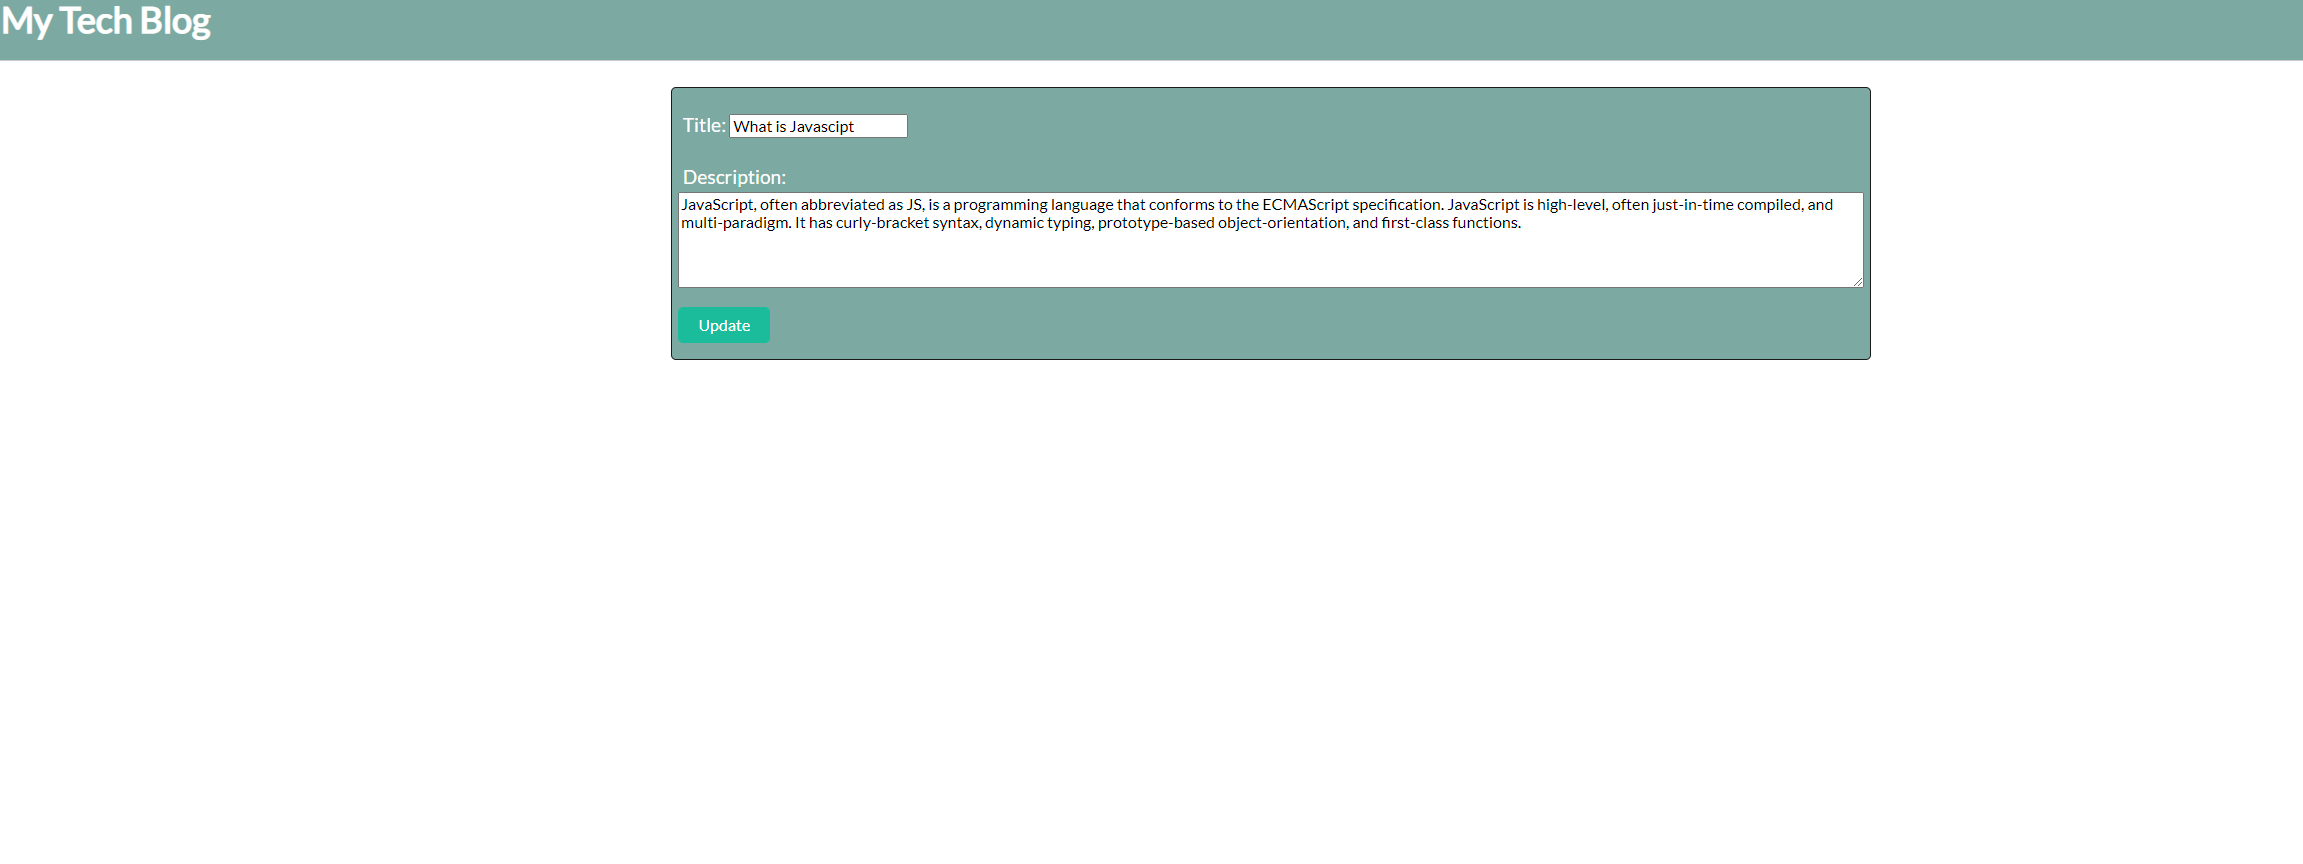 My Tech Blog
Title: What is Javascipt
Description:
JavaScript, often abbreviated as JS, is a programming language that conforms to the ECMAScript specification. JavaScript is high-level, often just-in-time compiled, and
multi-paradigm. It has curly-bracket syntax, dynamic typing, prototype-based object-orientation, and first-class functions.
Update